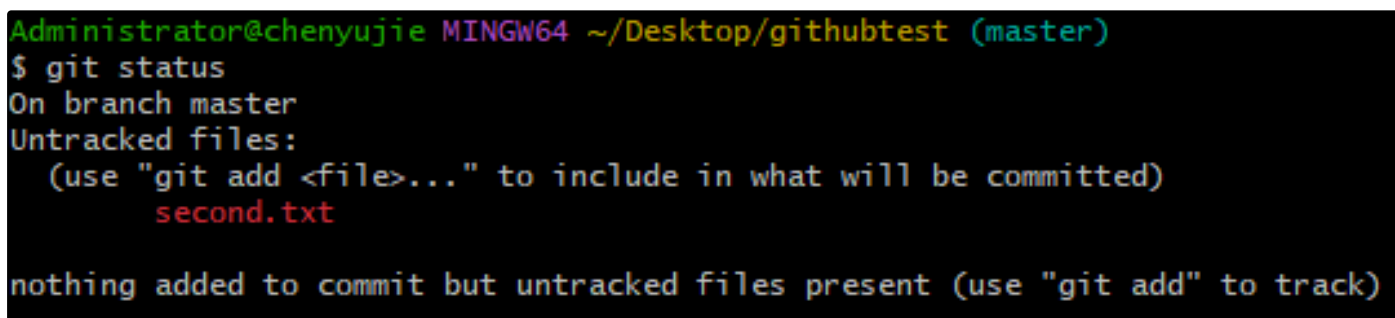 Administrator@chenyujie MINGW64 ~/Desktop/githubtest (master)
$ git status
On branch master
Untracked files:
  (use "git add <file>..." to include in what will be committed)
        second.txt

nothing added to commit but untracked files present (use "git add" to track)